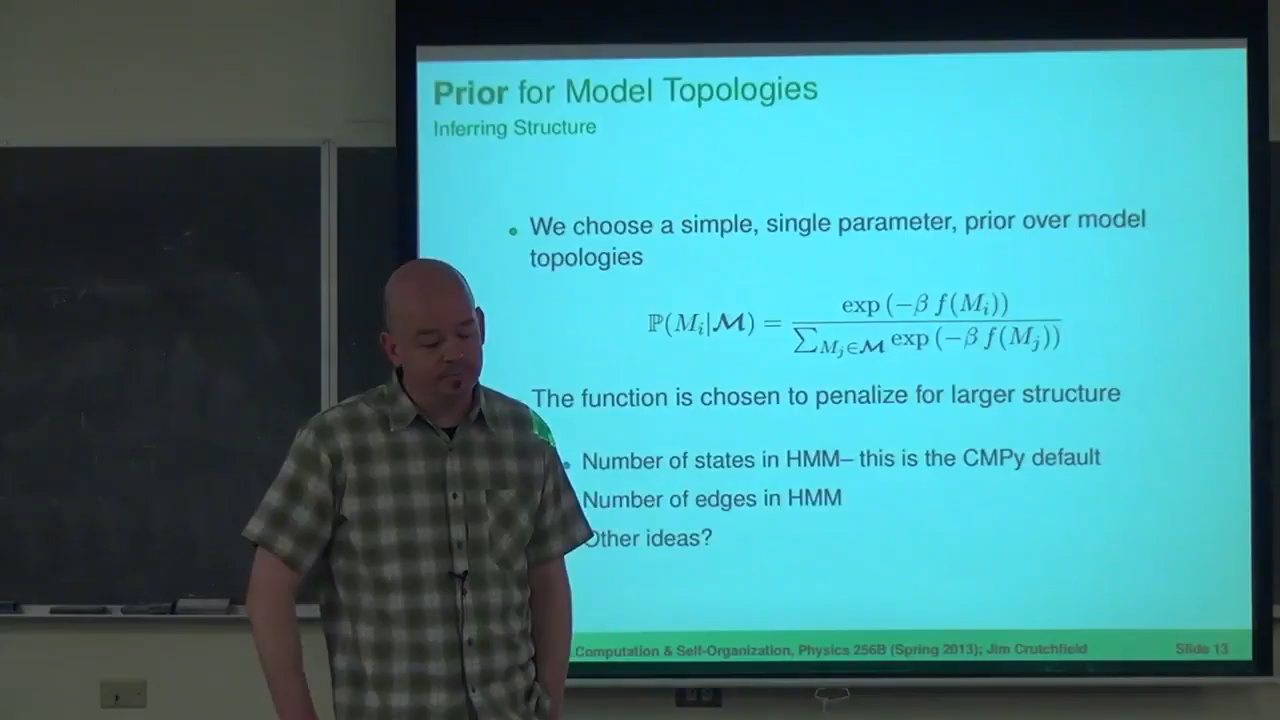 Prior for Model Topologies
Inferring Structure
We choose a simple, single parameter, prior over model
topologies
ℙ(M_i|𝓜) = exp (−β f(M_i)) / ∑_{M_j∈𝓜} exp (−β f(M_j))
The function is chosen to penalize for larger structure
Number of states in HMM– this is the CMPy default
Number of edges in HMM
Other ideas?
Computation & Self-Organization, Physics 256B (Spring 2013); Jim Crutchfield
Slide 13